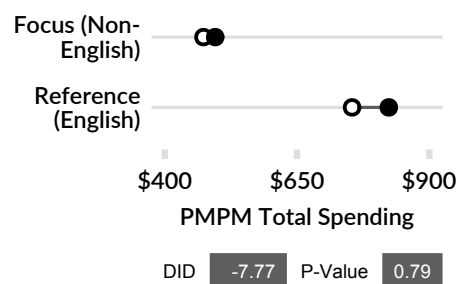 Focus (Non-
English)
Reference
(English)
$400 $650 $900
PMPM Total Spending
DID -7.77 P-Value 0.79